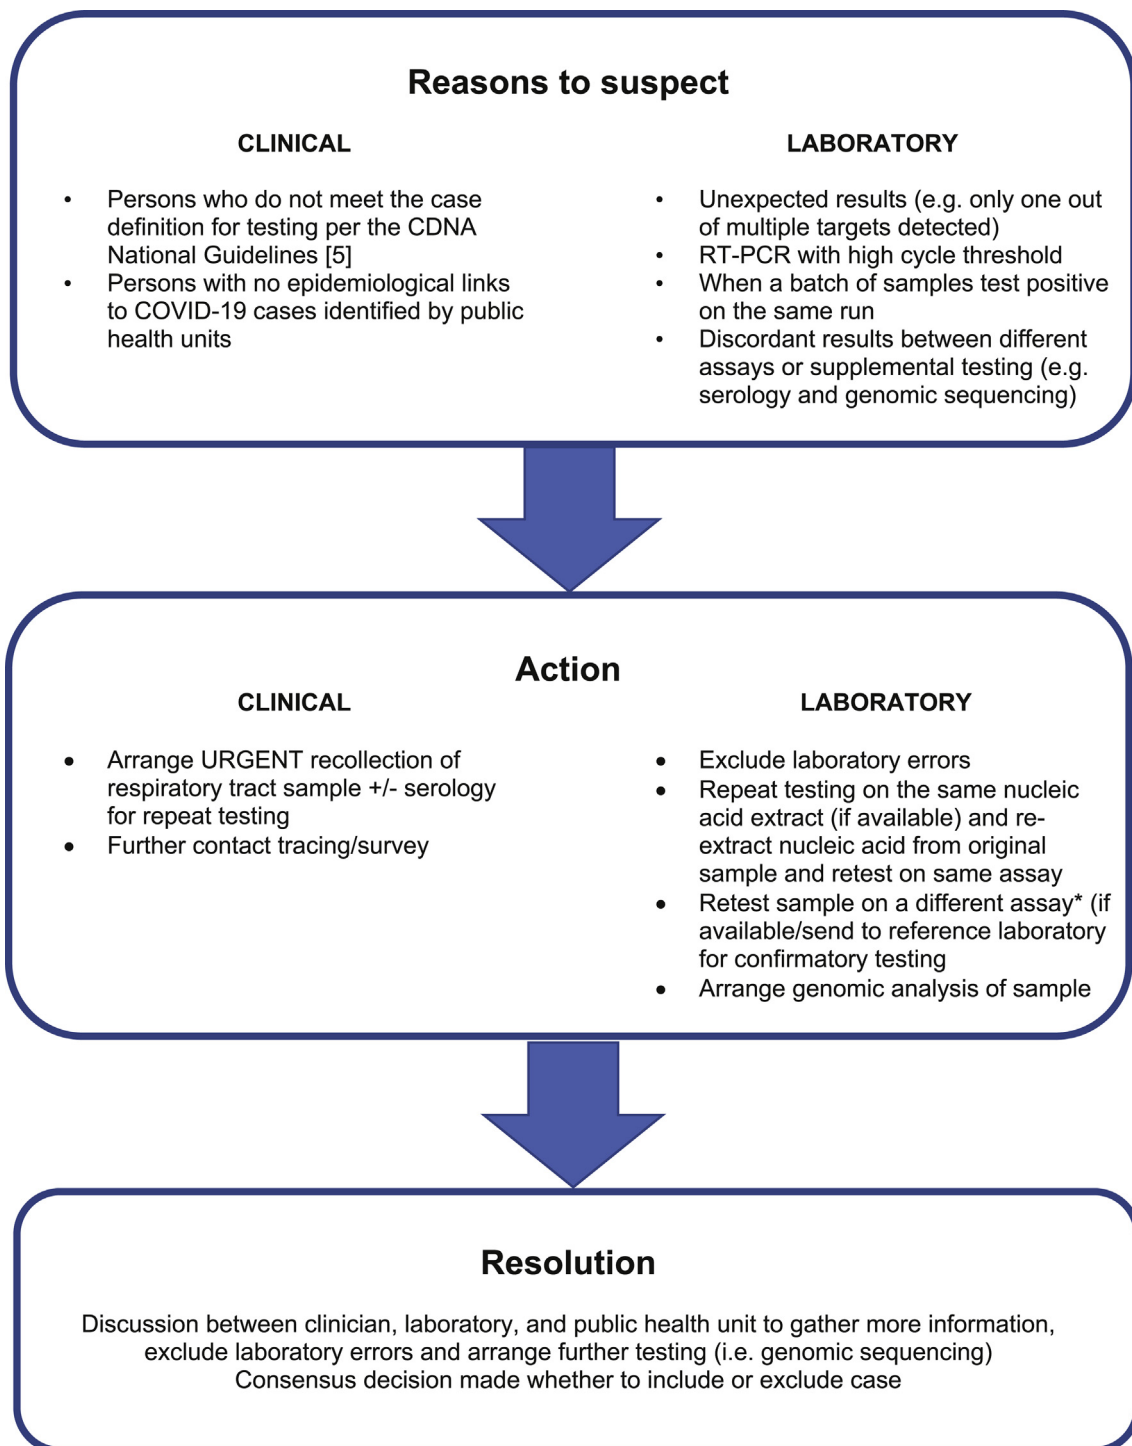 Reasons to suspect
CLINICAL
• Persons who do not meet the case
definition for testing per the CDNA
National Guidelines [5]
• Persons with no epidemiological links
to COVID-19 cases identified by public
health units
LABORATORY
• Unexpected results (e.g. only one out
of multiple targets detected)
• RT-PCR with high cycle threshold
• When a batch of samples test positive
on the same run
• Discordant results between different
assays or supplemental testing (e.g.
serology and genomic sequencing)
Action
CLINICAL
• Arrange URGENT recollection of
respiratory tract sample +/- serology
for repeat testing
• Further contact tracing/survey
LABORATORY
• Exclude laboratory errors
• Repeat testing on the same nucleic
acid extract (if available) and re-
extract nucleic acid from original
sample and retest on same assay
• Retest sample on a different assay* (if
available/send to reference laboratory
for confirmatory testing
• Arrange genomic analysis of sample
Resolution
Discussion between clinician, laboratory, and public health unit to gather more information,
exclude laboratory errors and arrange further testing (i.e. genomic sequencing)
Consensus decision made whether to include or exclude case